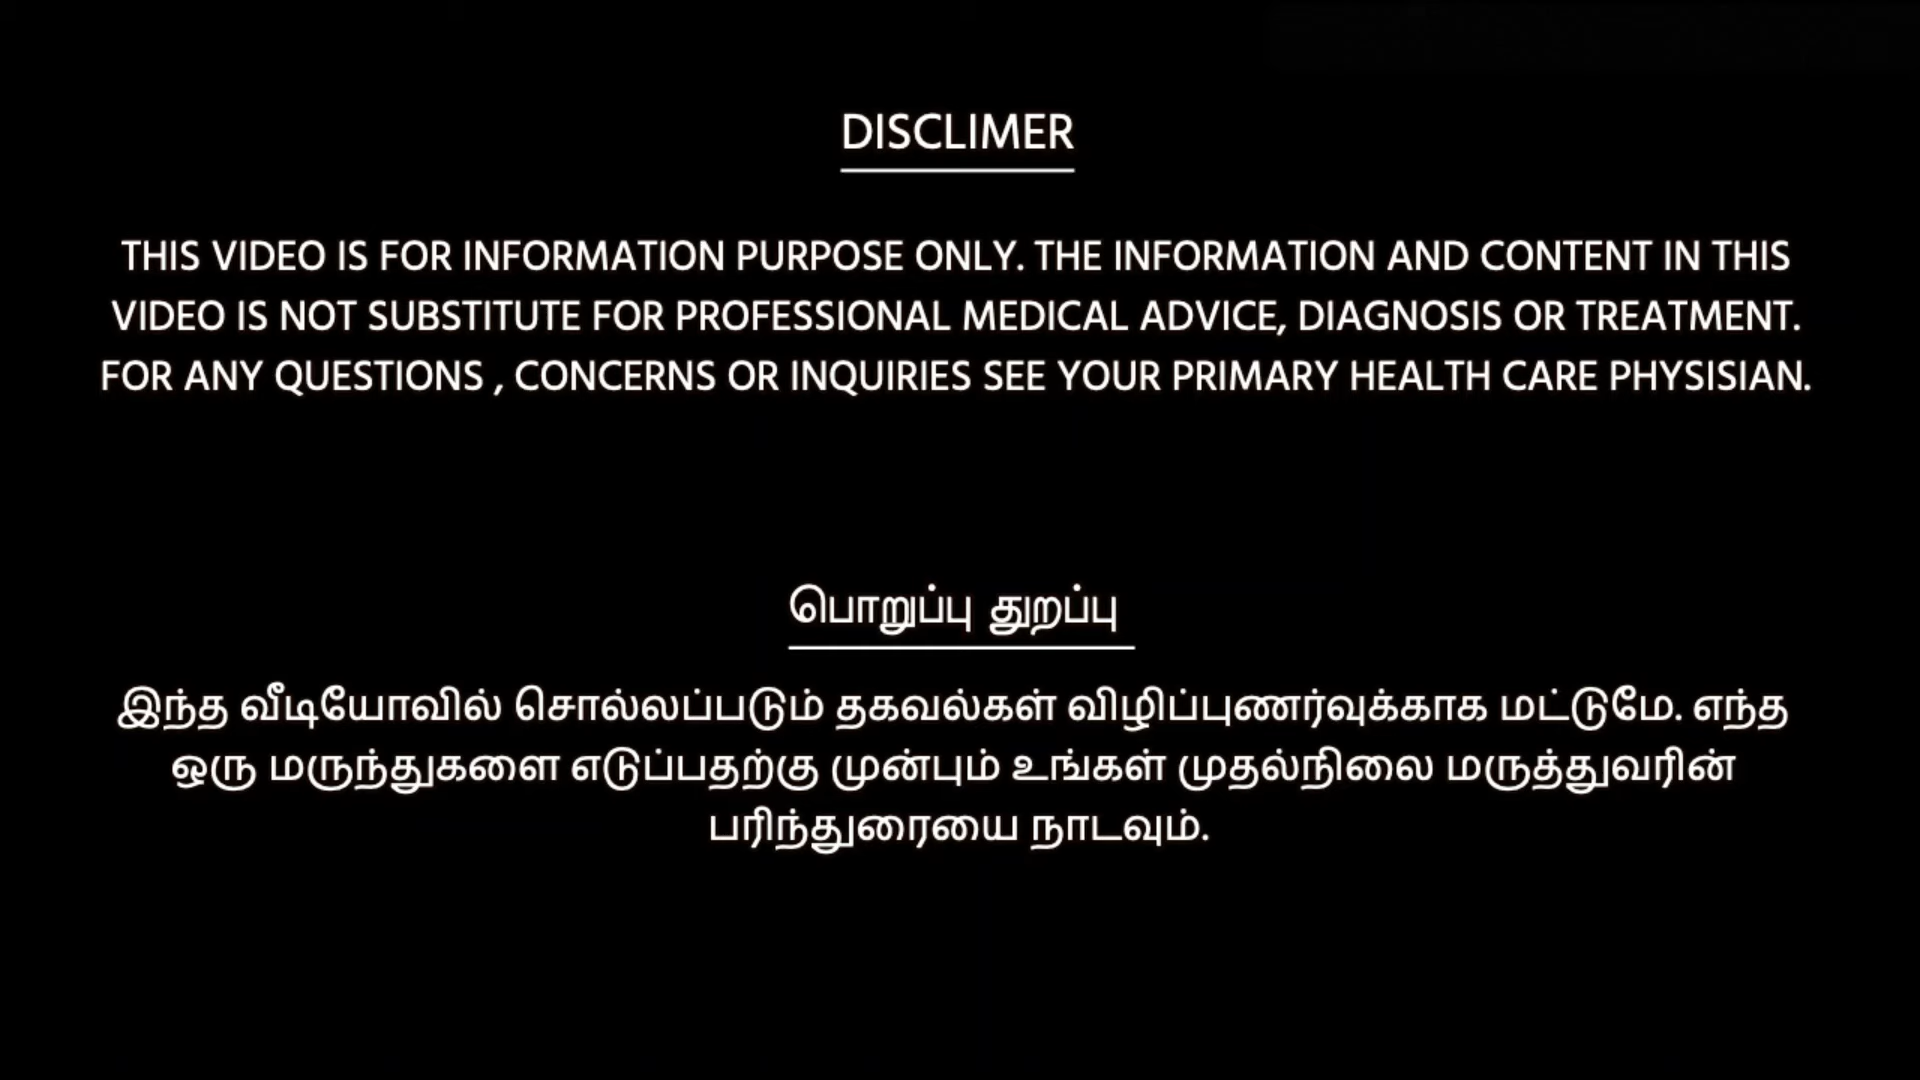 DISCLIMER
THIS VIDEO IS FOR INFORMATION PURPOSE ONLY. THE INFORMATION AND CONTENT IN THIS
VIDEO IS NOT SUBSTITUTE FOR PROFESSIONAL MEDICAL ADVICE, DIAGNOSIS OR TREATMENT.
FOR ANY QUESTIONS , CONCERNS OR INQUIRIES SEE YOUR PRIMARY HEALTH CARE PHYSISIAN.
பொறுப்பு துறப்பு
இந்த வீடியோவில் சொல்லப்படும் தகவல்கள் விழிப்புணர்வுக்காக மட்டுமே. எந்த
ஒரு மருந்துகளை எடுப்பதற்கு முன்பும் உங்கள் முதல்நிலை மருத்துவரின்
பரிந்துரையை நாடவும்.